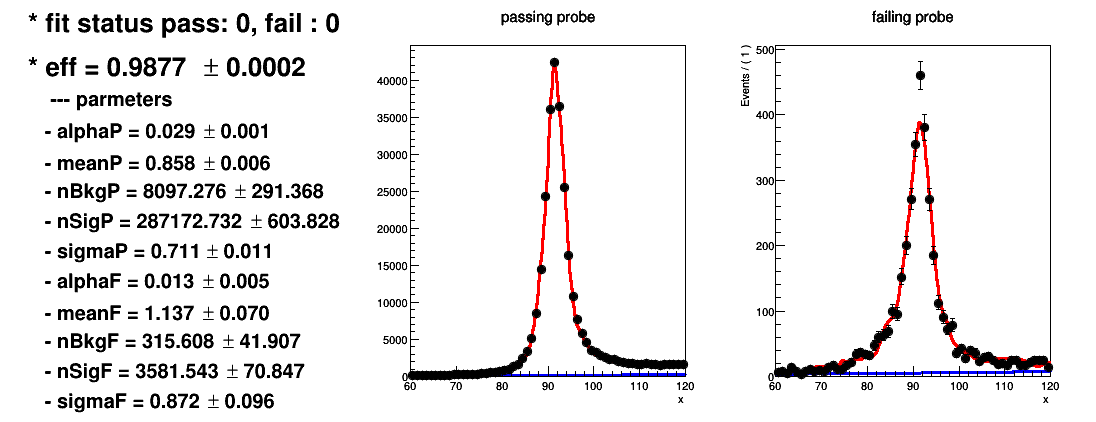 * fit status pass: 0, fail : 0
* eff = 0.9877 ± 0.0002
--- parmeters
- alphaP = 0.029 ± 0.001
- meanP = 0.858 ± 0.006
- nBkgP = 8097.276 ± 291.368
- nSigP = 287172.732 ± 603.828
- sigmaP = 0.711 ± 0.011
- alphaF = 0.013 ± 0.005
- meanF = 1.137 ± 0.070
- nBkgF = 315.608 ± 41.907
- nSigF = 3581.543 ± 70.847
- sigmaF = 0.872 ± 0.096
passing probe
40000
35000
30000
25000
20000
15000
10000
5000
0
60 70 80 90 100 110 120
x
failing probe
Events / ( 1 )
500
400
300
200
100
0
60 70 80 90 100 110 120
x